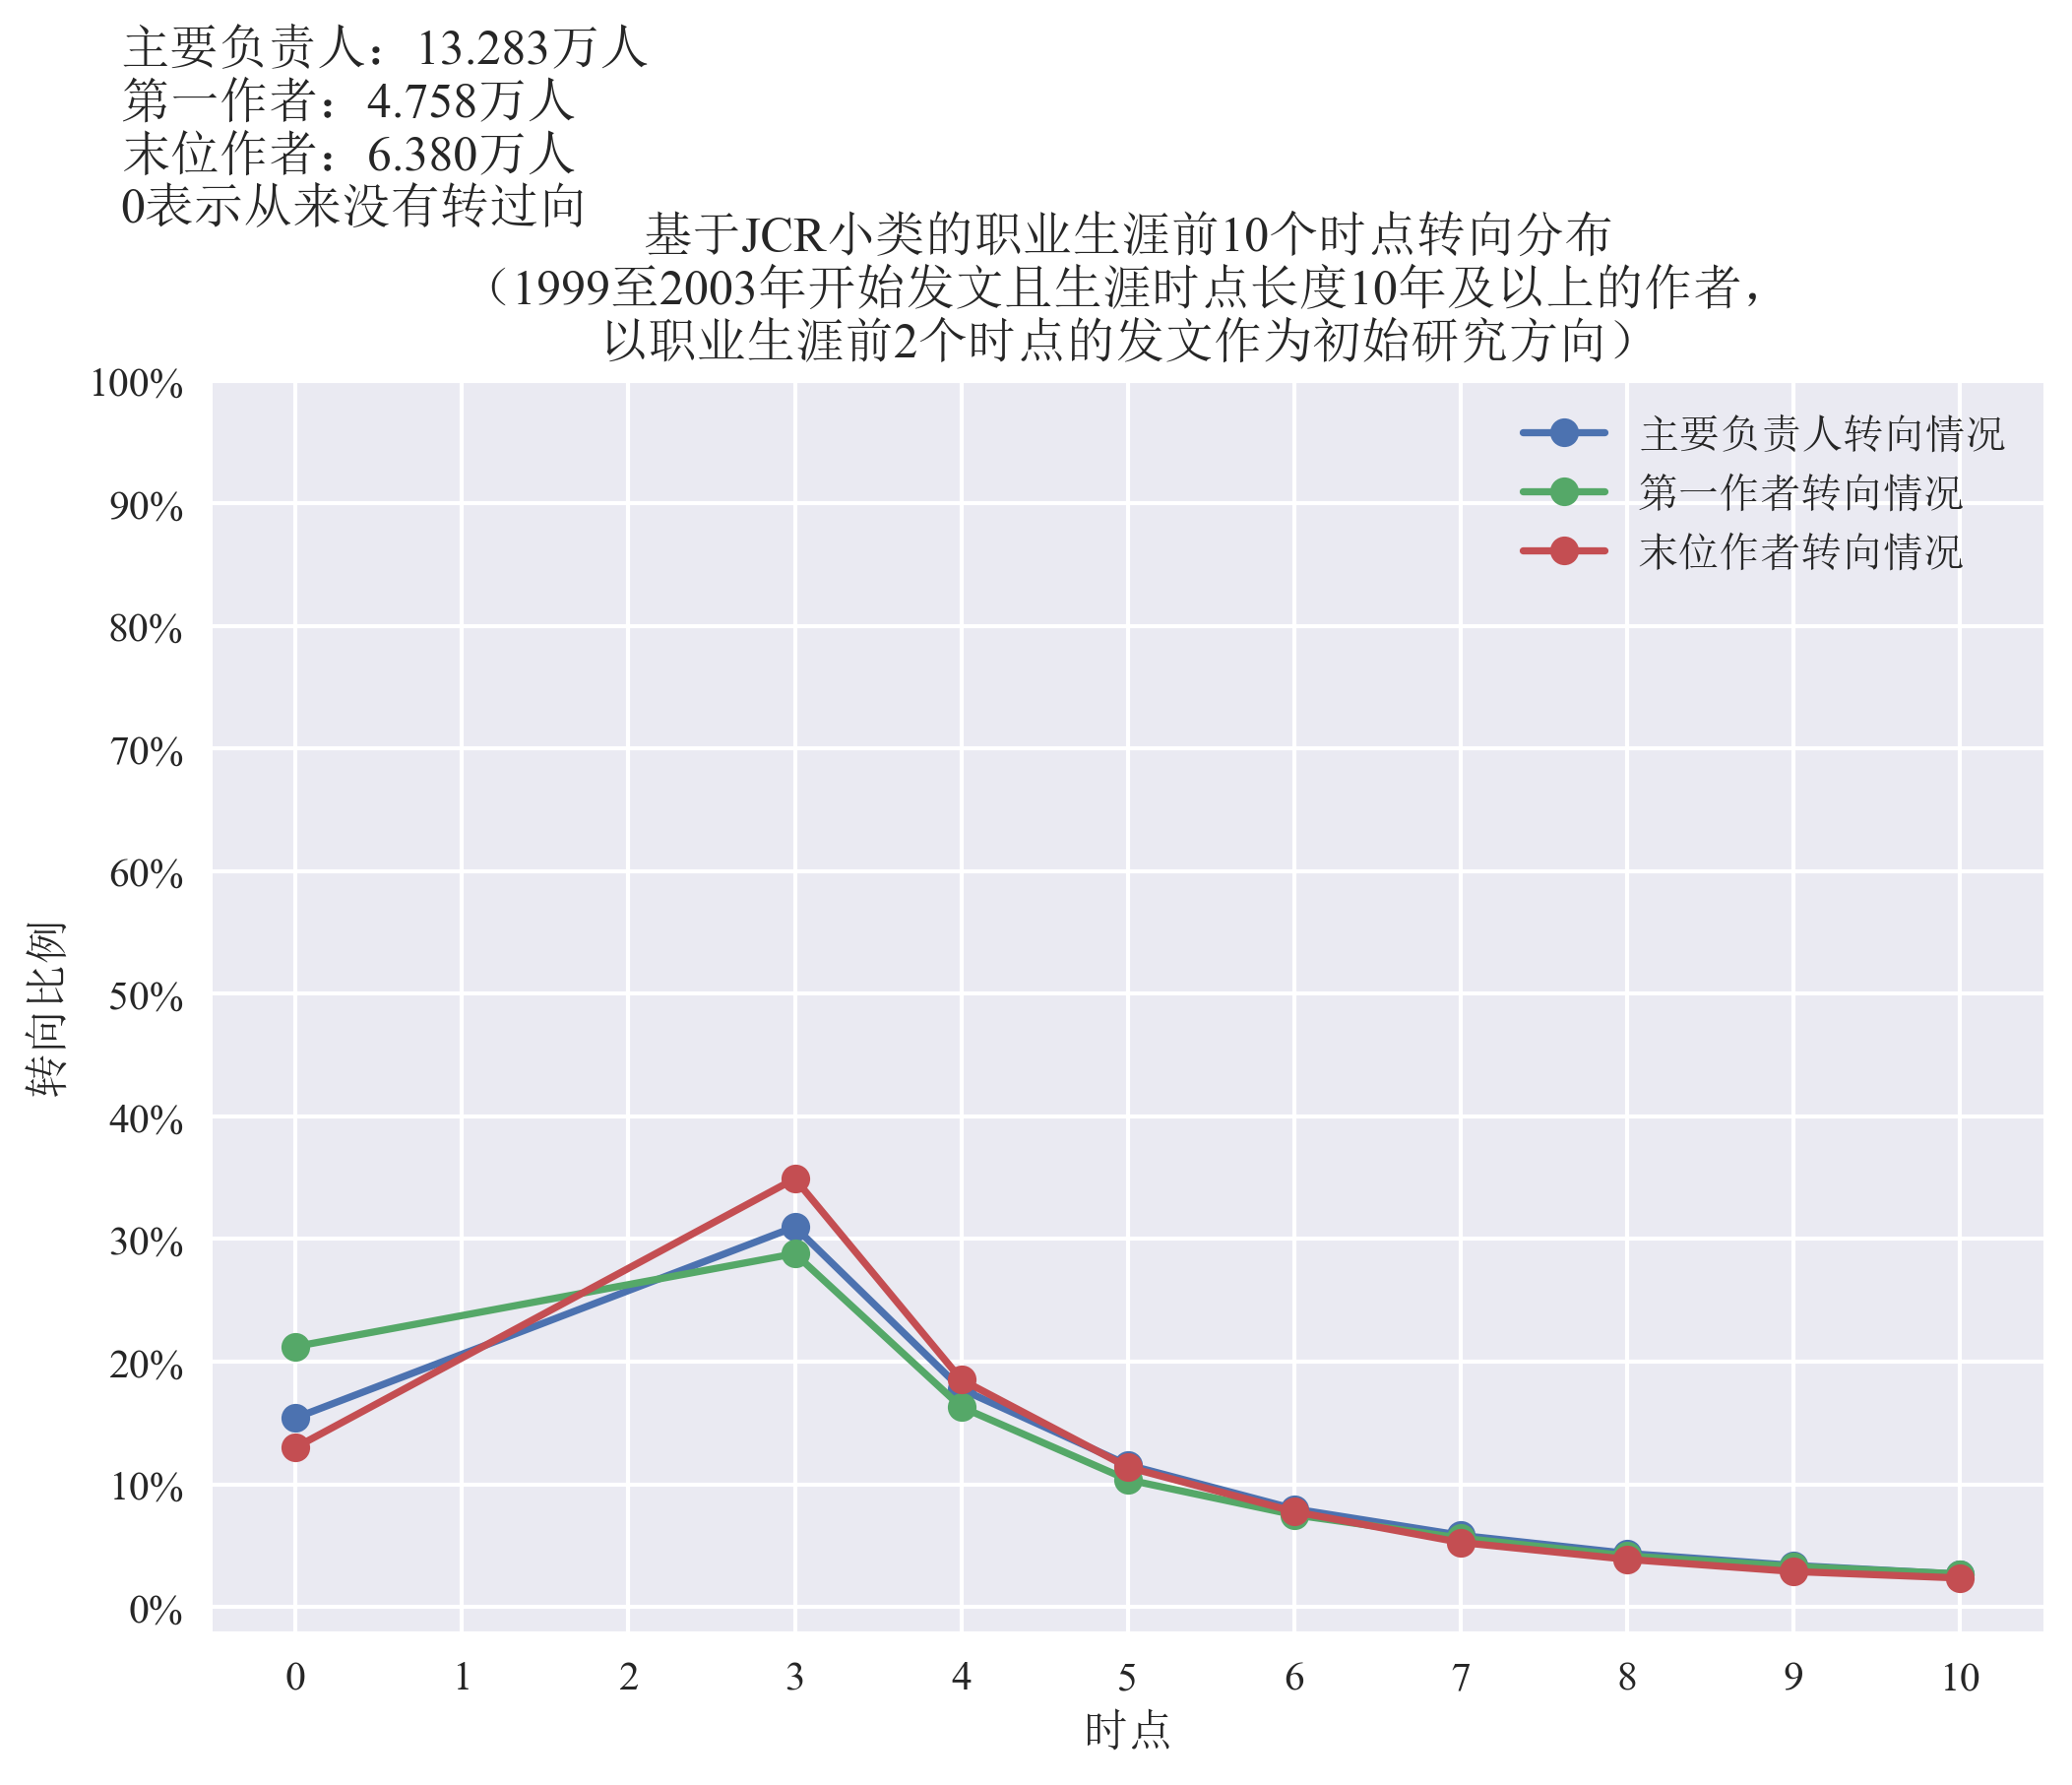 主要负责人：13.283万人
第一作者：4.758万人
末位作者：6.380万人
0表示从来没有转过向
基于JCR小类的职业生涯前10个时点转向分布
（1999至2003年开始发文且生涯时点长度10年及以上的作者，
以职业生涯前2个时点的发文作为初始研究方向）
主要负责人转向情况
第一作者转向情况
末位作者转向情况
100%
90%
80%
70%
60%
50%
40%
30%
20%
10%
0%
转向比例
0 1 2 3 4 5 6 7 8 9 10
时点